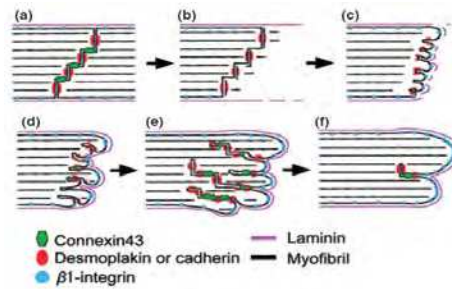 (a) (b) (c)
(d) (e) (f)
Connexin43 Laminin
Desmoplakin or cadherin Myofibril
β1-integrin